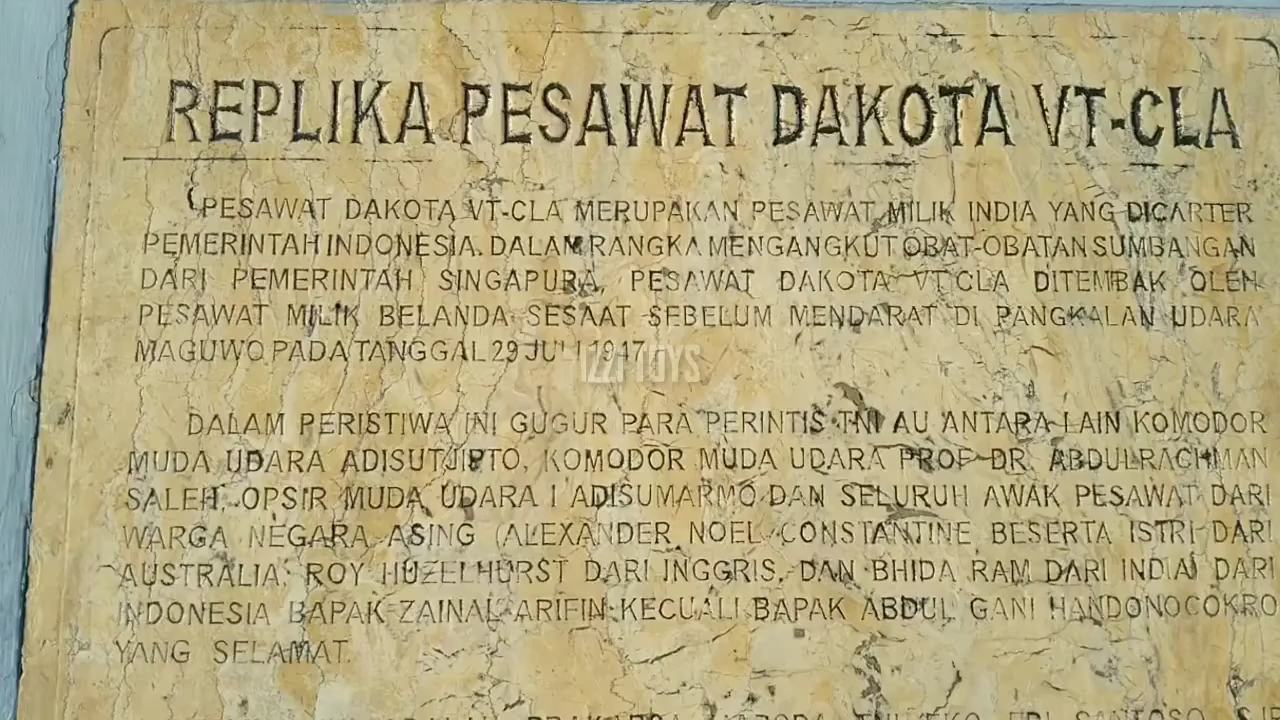 REPLIKA PESAWAT DAKOTA VT-CLA
PESAWAT DAKOTA VT-CLA MERUPAKAN PESAWAT MILIK INDIA YANG DICARTER
PEMERINTAH INDONESIA. DALAM RANGKA MENGANGKUT OBAT-OBATAN SUMBANGAN
DARI PEMERINTAH SINGAPURA, PESAWAT DAKOTA VT-CLA DITEMBAK OLEH
PESAWAT MILIK BELANDA SESAAT SEBELUM MENDARAT DI PANGKALAN UDARA
MAGUWO PADA TANGGAL 29 JULI 1947.
IZZI TOYS
DALAM PERISTIWA INI GUGUR PARA PERINTIS TNI AU ANTARA LAIN KOMODOR
MUDA UDARA ADISUTJIPTO, KOMODOR MUDA UDARA PROF DR. ABDULRACHMAN
SALEH, OPSIR MUDA UDARA I ADISUMARMO DAN SELURUH AWAK PESAWAT DARI
WARGA NEGARA ASING (ALEXANDER NOEL CONSTANTINE BESERTA ISTRI DARI
AUSTRALIA, ROY HUZELHURST DARI INGGRIS, DAN BHIDA RAM DARI INDIA) DARI
INDONESIA BAPAK ZAINAL ARIFIN KECUALI BAPAK ABDUL GANI HANDONOCOKRO
YANG SELAMAT.